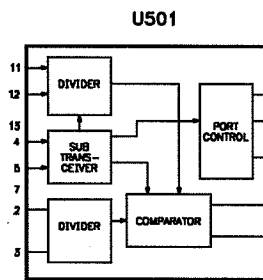 U501
11
12
DIVIDER
13
4
5
SUB
TRANS-
CEIVER
PORT
CONTROL
7
2
3
DIVIDER
COMPARATOR